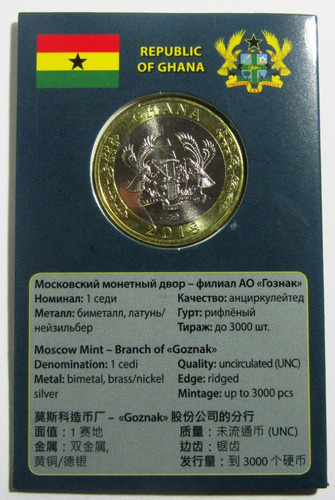 REPUBLIC
OF GHANA
GHANA
2015
Московский монетный двор – филиал АО «Гознак»
Номинал: 1 седи Качество: анциркулейтед
Металл: биметалл, латунь/ Гурт: рифлёный
нейзильбер Тираж: до 3000 шт.
Moscow Mint – Branch of «Goznak»
Denomination: 1 cedi Quality: uncirculated (UNC)
Metal: bimetal, brass/nickel Edge: ridged
silver Mintage: up to 3000 pcs
莫斯科造币厂 – «Goznak» 股份公司的分行
面值：1 赛地 质量：未流通币 (UNC)
金属：双金属, 边齿：锯齿
黄铜/德银 发行量：到 3000 个硬币